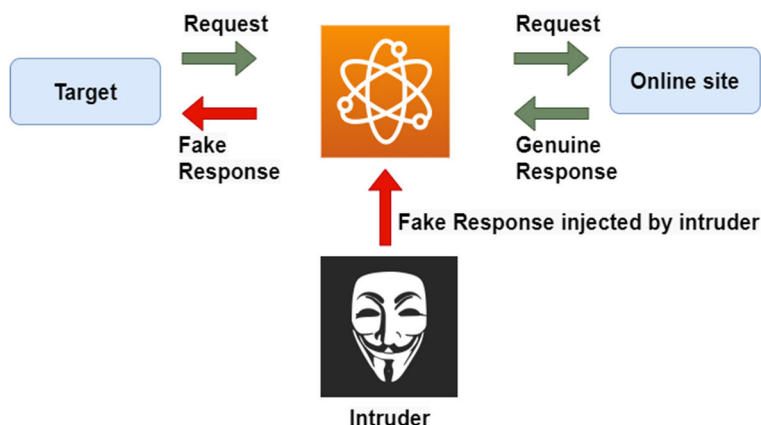 Request
Request
Target
Online site
Fake
Response
Genuine
Response
Fake Response injected by intruder
Intruder